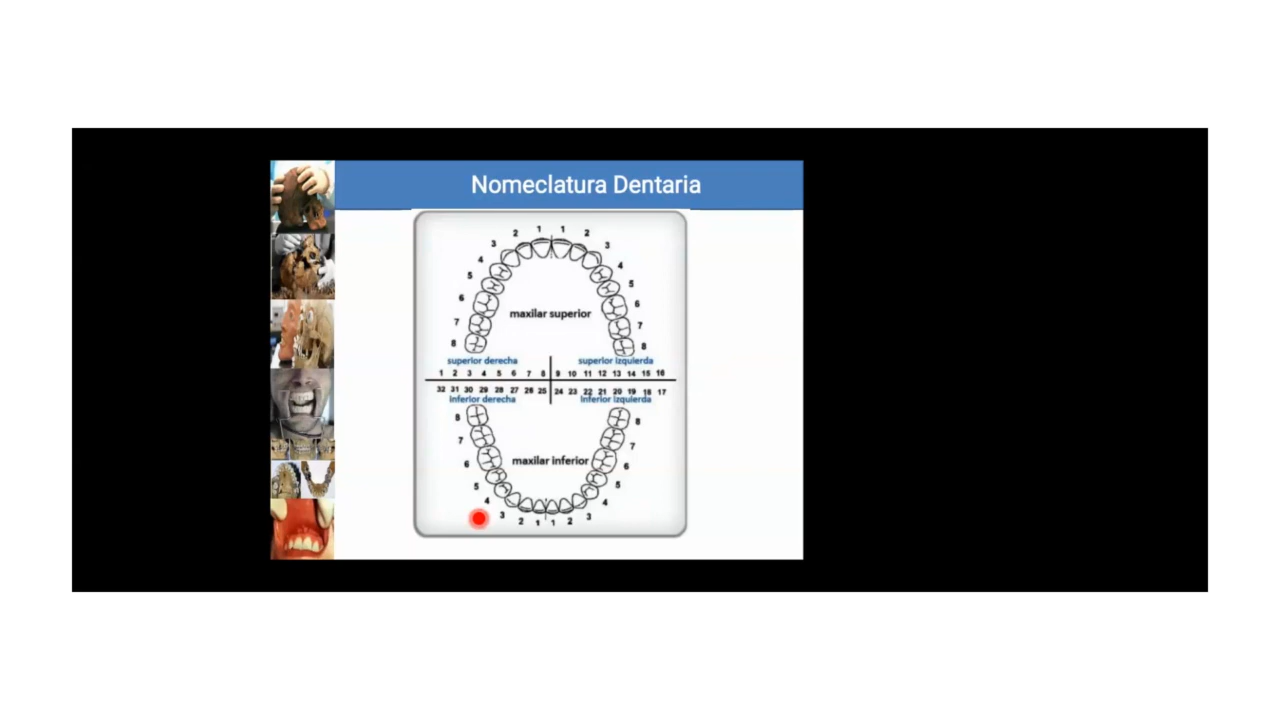 Nomeclatura Dentaria
1 1
2 2
3 3
4 4
5 5
6 6
maxilar superior
7 7
8 8
superior derecha superior izquierda
1 2 3 4 5 6 7 8 9 10 11 12 13 14 15 16
32 31 30 29 28 27 26 25 24 23 22 21 20 19 18 17
inferior derecha inferior izquierda
8 8
7 7
maxilar inferior
6 6
5 5
4 4
3 3
2 1 1 2